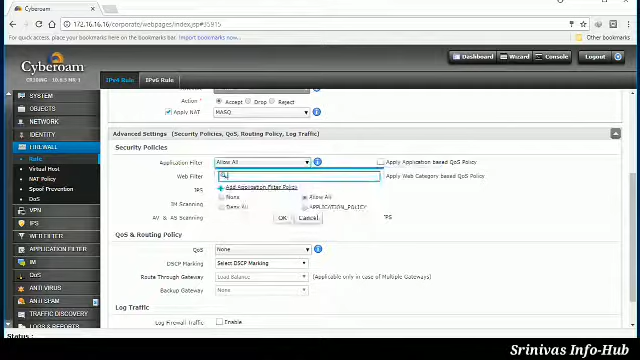 Cyberoam
172.16.16.16/corporate/webpages/index.jsp#35915
For quick access, place your bookmarks here on the bookmarks bar. Import bookmarks now...
Other bookmarks
Cyberoam
Dashboard Wizard Console Logout
IPv4 Rule IPv6 Rule
SYSTEM
OBJECTS
NETWORK
IDENTITY
FIREWALL
Rule
Virtual Host
NAT Policy
Spoof Prevention
DoS
VPN
IPS
WEB FILTER
APPLICATION FILTER
IM
QoS
ANTI VIRUS
ANTI SPAM
TRAFFIC DISCOVERY
LOGS & REPORTS
Action * Accept Drop Reject
Apply NAT MASQ
Advanced Settings (Security Policies, QoS, Routing Policy, Log Traffic)
Security Policies
Application Filter Allow All Apply Application based QoS Policy
Web Filter Apply Web Category based QoS Policy
IPS Add Application Filter Policy
None Allow All
IM Scanning Deny All APPLICATION_POLICY
AV & AS Scanning OK Cancel
QoS & Routing Policy
QoS None
DSCP Marking Select DSCP Marking
Route Through Gateway Load Balance (Applicable only in case of Multiple Gateways)
Backup Gateway None
Log Traffic
Log Firewall Traffic Enable
Status :
Srinivas Info-Hub